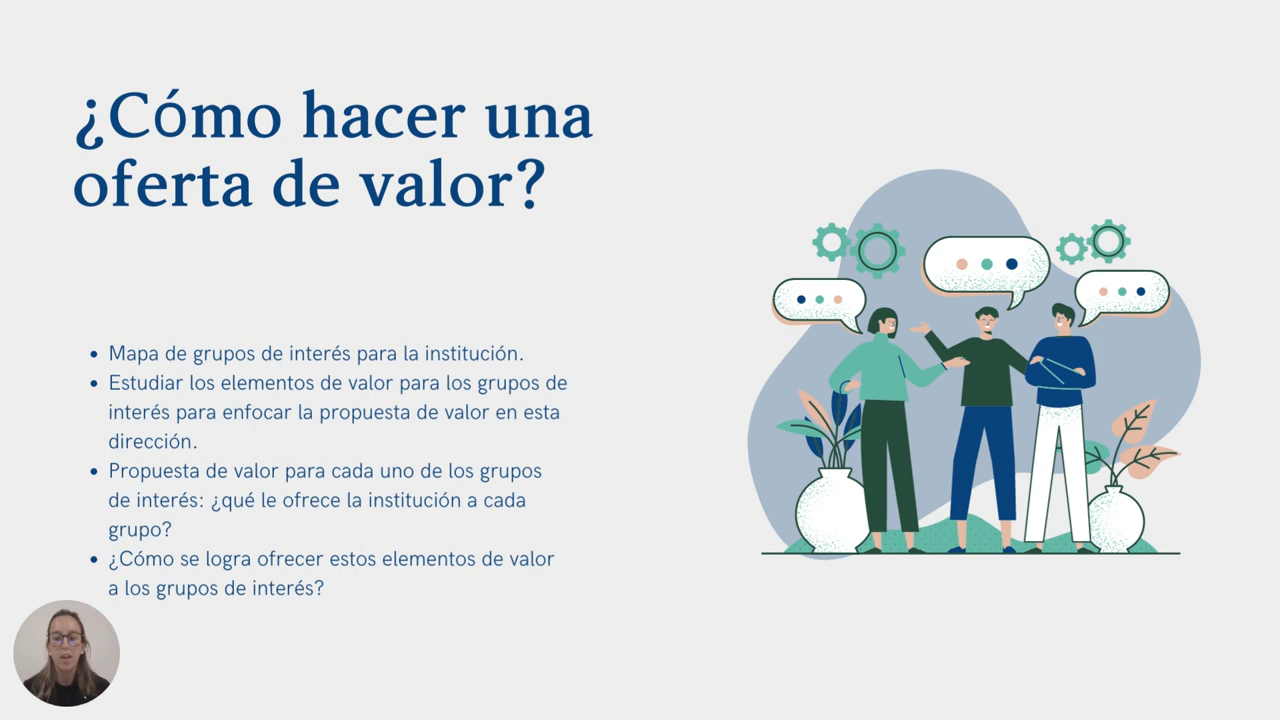 ¿Cómo hacer una
oferta de valor?
• Mapa de grupos de interés para la institución.
• Estudiar los elementos de valor para los grupos de
interés para enfocar la propuesta de valor en esta
dirección.
• Propuesta de valor para cada uno de los grupos
de interés: ¿qué le ofrece la institución a cada
grupo?
• ¿Cómo se logra ofrecer estos elementos de valor
a los grupos de interés?